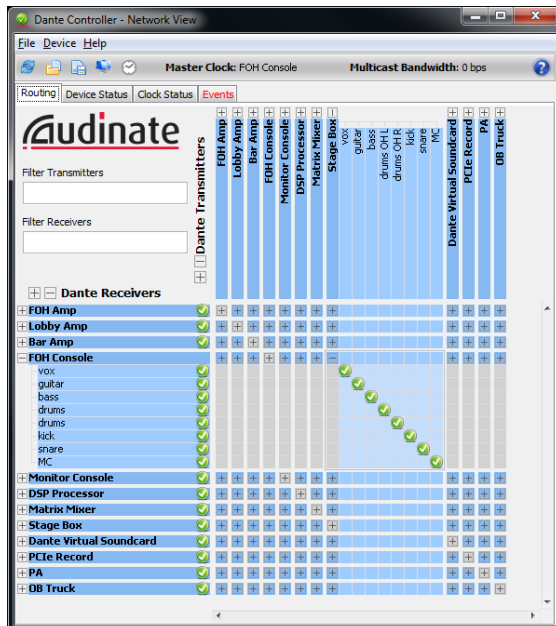 Dante Controller - Network View
File Device Help
Master Clock: FOH Console
Multicast Bandwidth: 0 bps
Routing Device Status Clock Status Events
Audinate
Filter Transmitters
Filter Receivers
Dante Transmitters
FOH Amp
Lobby Amp
Bar Amp
FOH Console
Monitor Console
DSP Processor
Matrix Mixer
Stage Box
vox
guitar
bass
drums OH L
drums OH R
kick
snare
MC
Dante Virtual Soundcard
PCIe Record
PA
OB Truck
Dante Receivers
FOH Amp
Lobby Amp
Bar Amp
FOH Console
vox
guitar
bass
drums
drums
kick
snare
MC
Monitor Console
DSP Processor
Matrix Mixer
Stage Box
Dante Virtual Soundcard
PCIe Record
PA
OB Truck